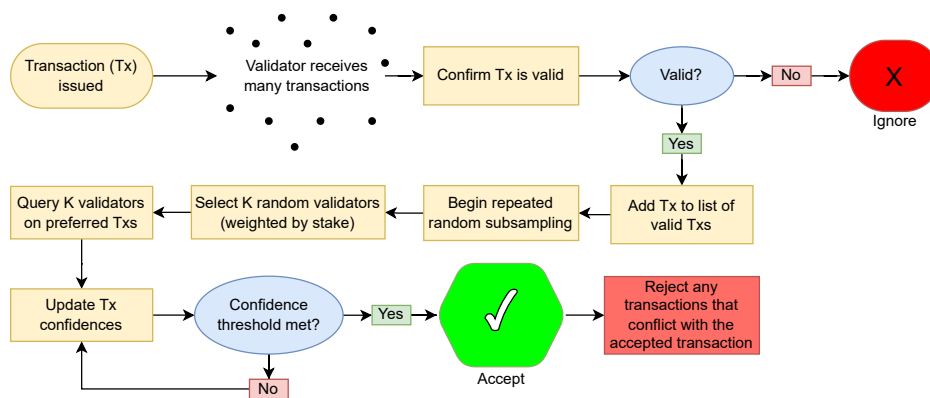 Transaction (Tx)
issued
Validator receives
many transactions
Confirm Tx is valid
Valid?
No
X
Ignore
Yes
Add Tx to list of
valid Txs
Begin repeated
random subsampling
Select K random validators
(weighted by stake)
Query K validators
on preferred Txs
Update Tx
confidences
Confidence
threshold met?
Yes
No
Accept
Reject any
transactions that
conflict with the
accepted transaction